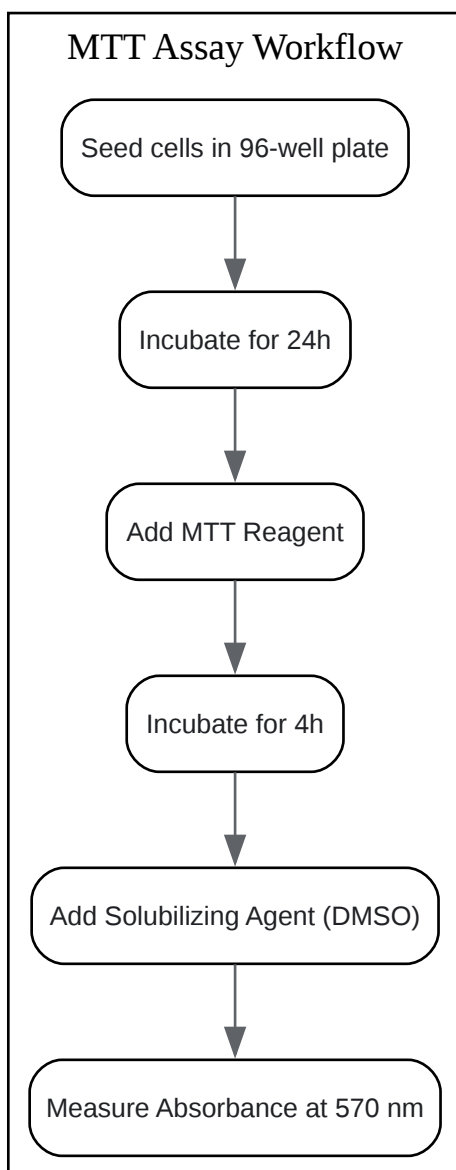 MTT Assay Workflow
Seed cells in 96-well plate
Incubate for 24h
Add MTT Reagent
Incubate for 4h
Add Solubilizing Agent (DMSO)
Measure Absorbance at 570 nm